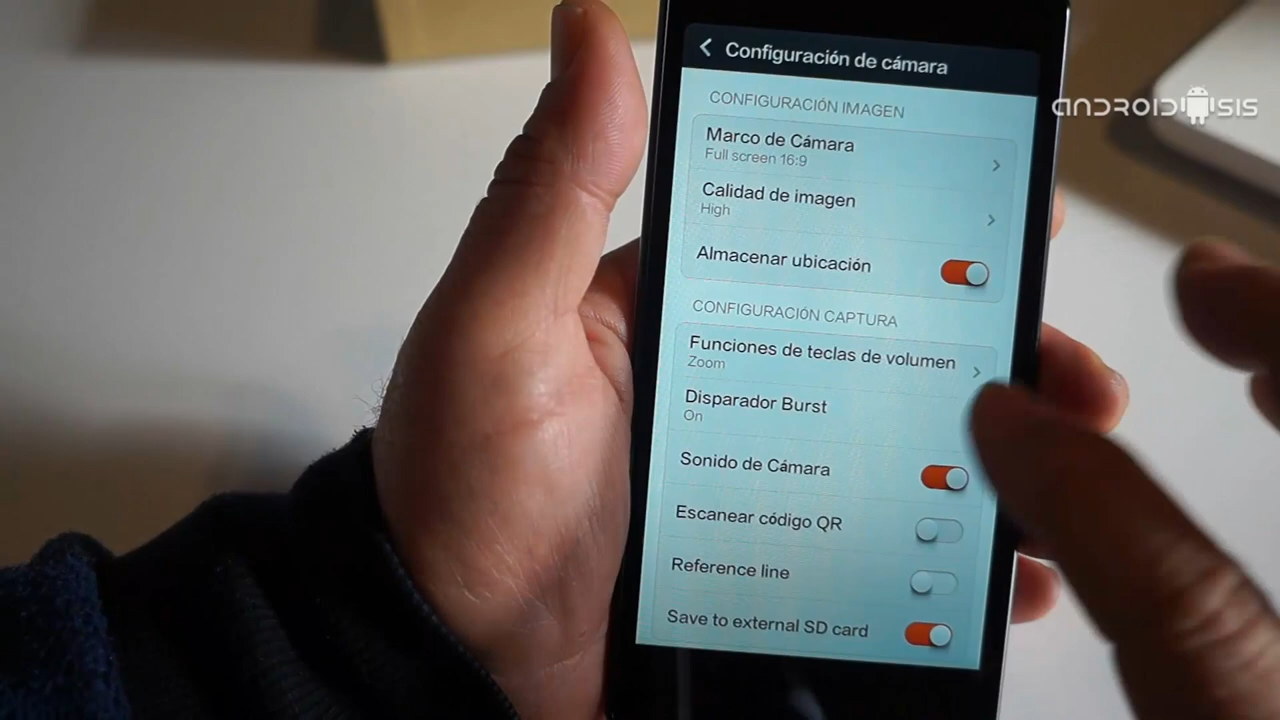 Configuración de cámara
ANDROIDSIS
CONFIGURACIÓN IMAGEN
Marco de Cámara
Full screen 16:9
Calidad de imagen
High
Almacenar ubicación
CONFIGURACIÓN CAPTURA
Funciones de teclas de volumen
Zoom
Disparador Burst
On
Sonido de Cámara
Escanear código QR
Reference line
Save to external SD card